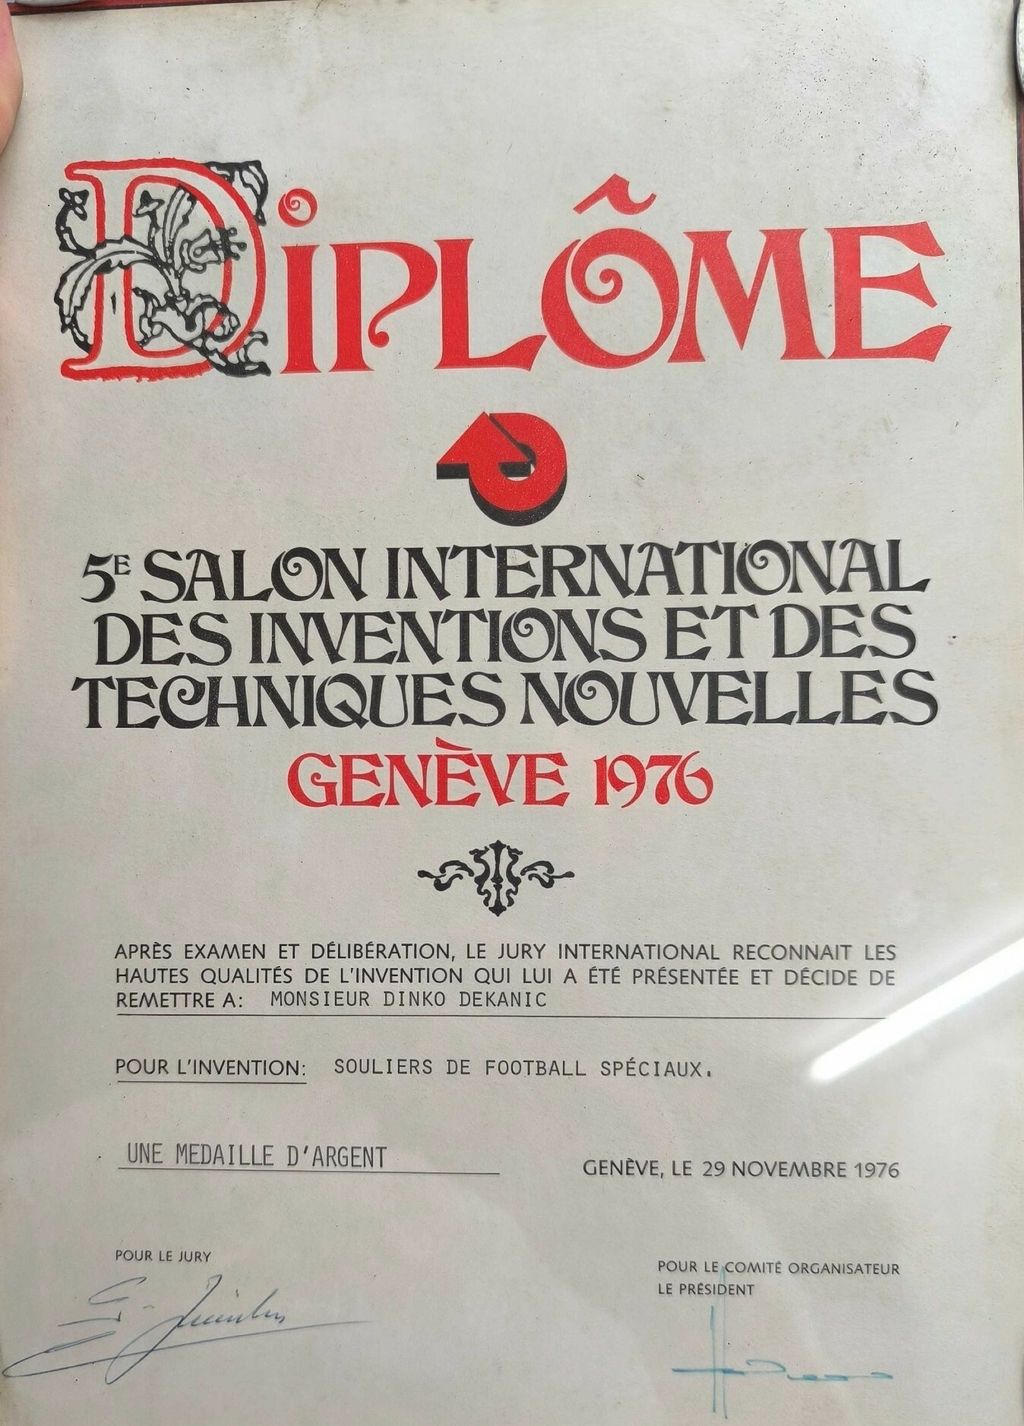 DIPLÔME
5E SALON INTERNATIONAL
DES INVENTIONS ET DES
TECHNIQUES NOUVELLES
GENÈVE 1976
APRÈS EXAMEN ET DÉLIBÉRATION, LE JURY INTERNATIONAL RECONNAIT LES
HAUTES QUALITÉS DE L'INVENTION QUI LUI A ÉTÉ PRÉSENTÉE ET DÉCIDE DE
REMETTRE A: MONSIEUR DINKO DEKANIC
POUR L'INVENTION: SOULIERS DE FOOTBALL SPÉCIAUX.
UNE MEDAILLE D'ARGENT
GENÈVE, LE 29 NOVEMBRE 1976
POUR LE JURY
POUR LE COMITÉ ORGANISATEUR
LE PRÉSIDENT